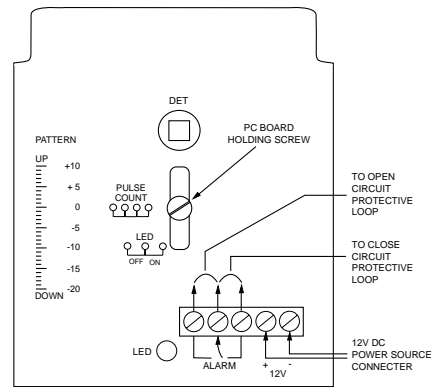 DET
PC BOARD
HOLDING SCREW
PATTERN
UP
+10
+ 5
0
-5
-10
-15
-20
DOWN
PULSE
COUNT
LED
OFF ON
TO OPEN
CIRCUIT
PROTECTIVE
LOOP
TO CLOSE
CIRCUIT
PROTECTIVE
LOOP
LED
ALARM
+ -
12V
12V DC
POWER SOURCE
CONNECTER